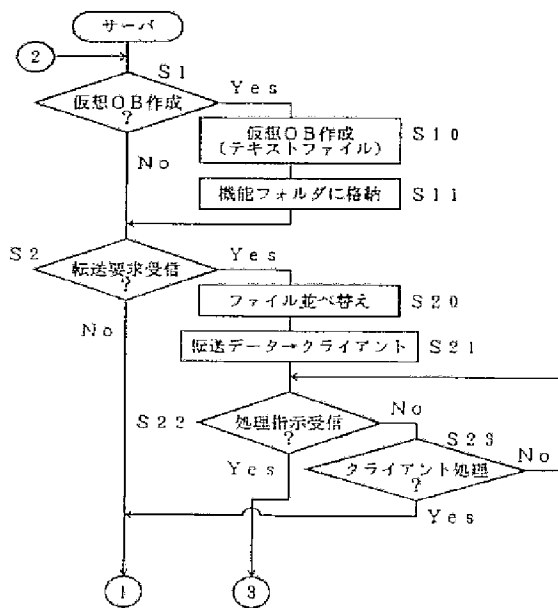 サーバ
②
S1
仮想OB作成
?
Yes
仮想OB作成
(テキストファイル)
S10
No
機能フォルダに格納
S11
S2
転送要求受信
?
Yes
ファイル並べ替え
S20
No
転送データ→クライアント
S21
S22
処理指示受信
?
No
S23
Yes
クライアント処理
?
No
Yes
①
③